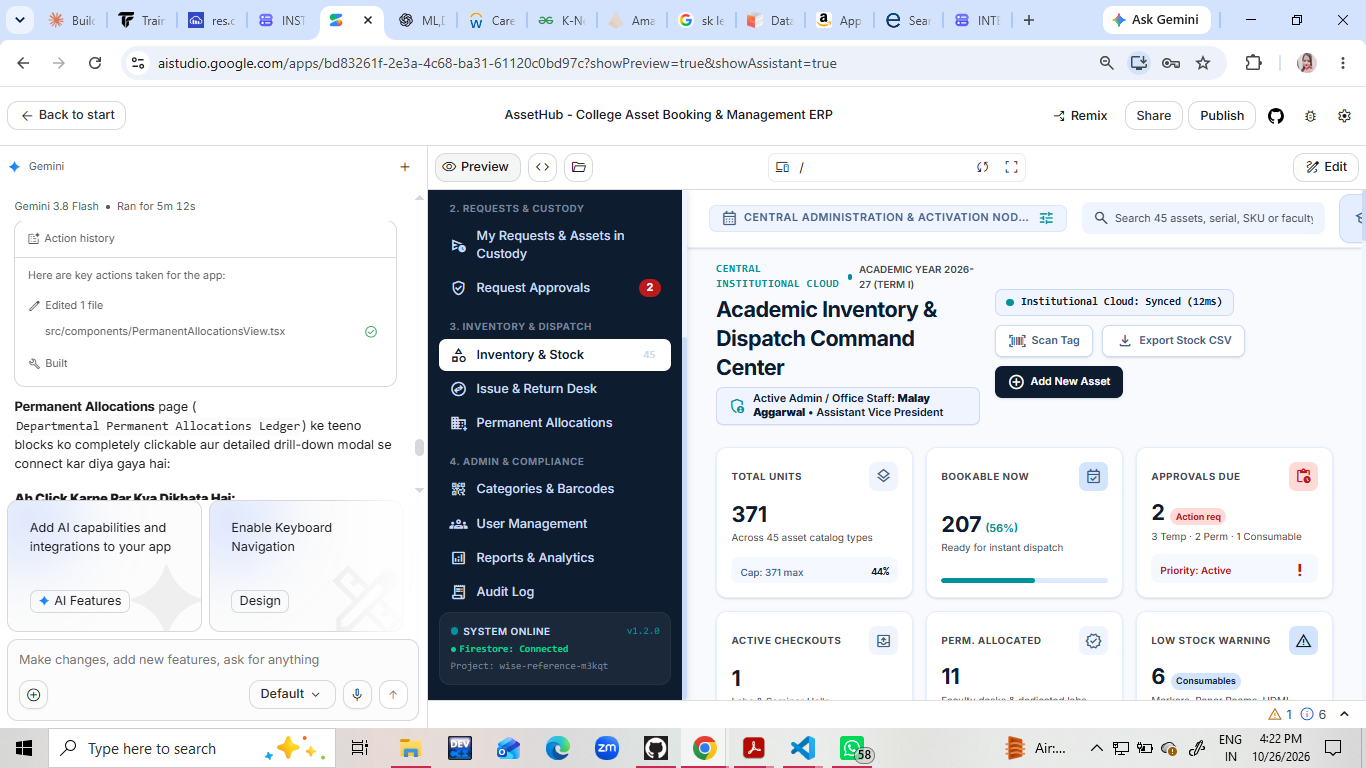 Build
Train
res.c
INST
ML,D
Care
K-Ne
Ama
sk le
Data
App
Sear
INTE
Ask Gemini
aistudio.google.com/apps/bd83261f-2e3a-4c68-ba31-61120c0bd97c?showPreview=true&showAssistant=true
Back to start
AssetHub - College Asset Booking & Management ERP
Remix
Share
Publish
Gemini
Preview
/
Edit
Gemini 3.8 Flash • Ran for 5m 12s
Action history
Here are key actions taken for the app:
Edited 1 file
src/components/PermanentAllocationsView.tsx
Built
Permanent Allocations page (
Departmental Permanent Allocations Ledger) ke teeno
blocks ko completely clickable aur detailed drill-down modal se
connect kar diya gaya hai:
Ab Click Karne Par Kya Dikhata Hai:
Add AI capabilities and
integrations to your app
AI Features
Enable Keyboard
Navigation
Design
Make changes, add new features, ask for anything
Default
2. REQUESTS & CUSTODY
My Requests & Assets in
Custody
Request Approvals
2
3. INVENTORY & DISPATCH
Inventory & Stock
45
Issue & Return Desk
Permanent Allocations
4. ADMIN & COMPLIANCE
Categories & Barcodes
User Management
Reports & Analytics
Audit Log
SYSTEM ONLINE
v1.2.0
Firestore: Connected
Project: wise-reference-m3kqt
CENTRAL ADMINISTRATION & ACTIVATION NOD...
Search 45 assets, serial, SKU or faculty
CENTRAL
INSTITUTIONAL CLOUD
ACADEMIC YEAR 2026-
27 (TERM I)
Academic Inventory &
Dispatch Command
Center
Active Admin / Office Staff: Malay
Aggarwal • Assistant Vice President
Institutional Cloud: Synced (12ms)
Scan Tag
Export Stock CSV
Add New Asset
TOTAL UNITS
371
Across 45 asset catalog types
Cap: 371 max
44%
BOOKABLE NOW
207 (56%)
Ready for instant dispatch
APPROVALS DUE
2 Action req
3 Temp · 2 Perm · 1 Consumable
Priority: Active
!
ACTIVE CHECKOUTS
1
PERM. ALLOCATED
11
LOW STOCK WARNING
6 Consumables
1
6
Type here to search
DEV
zm
58
Air:...
ENG
IN
4:22 PM
10/26/2026